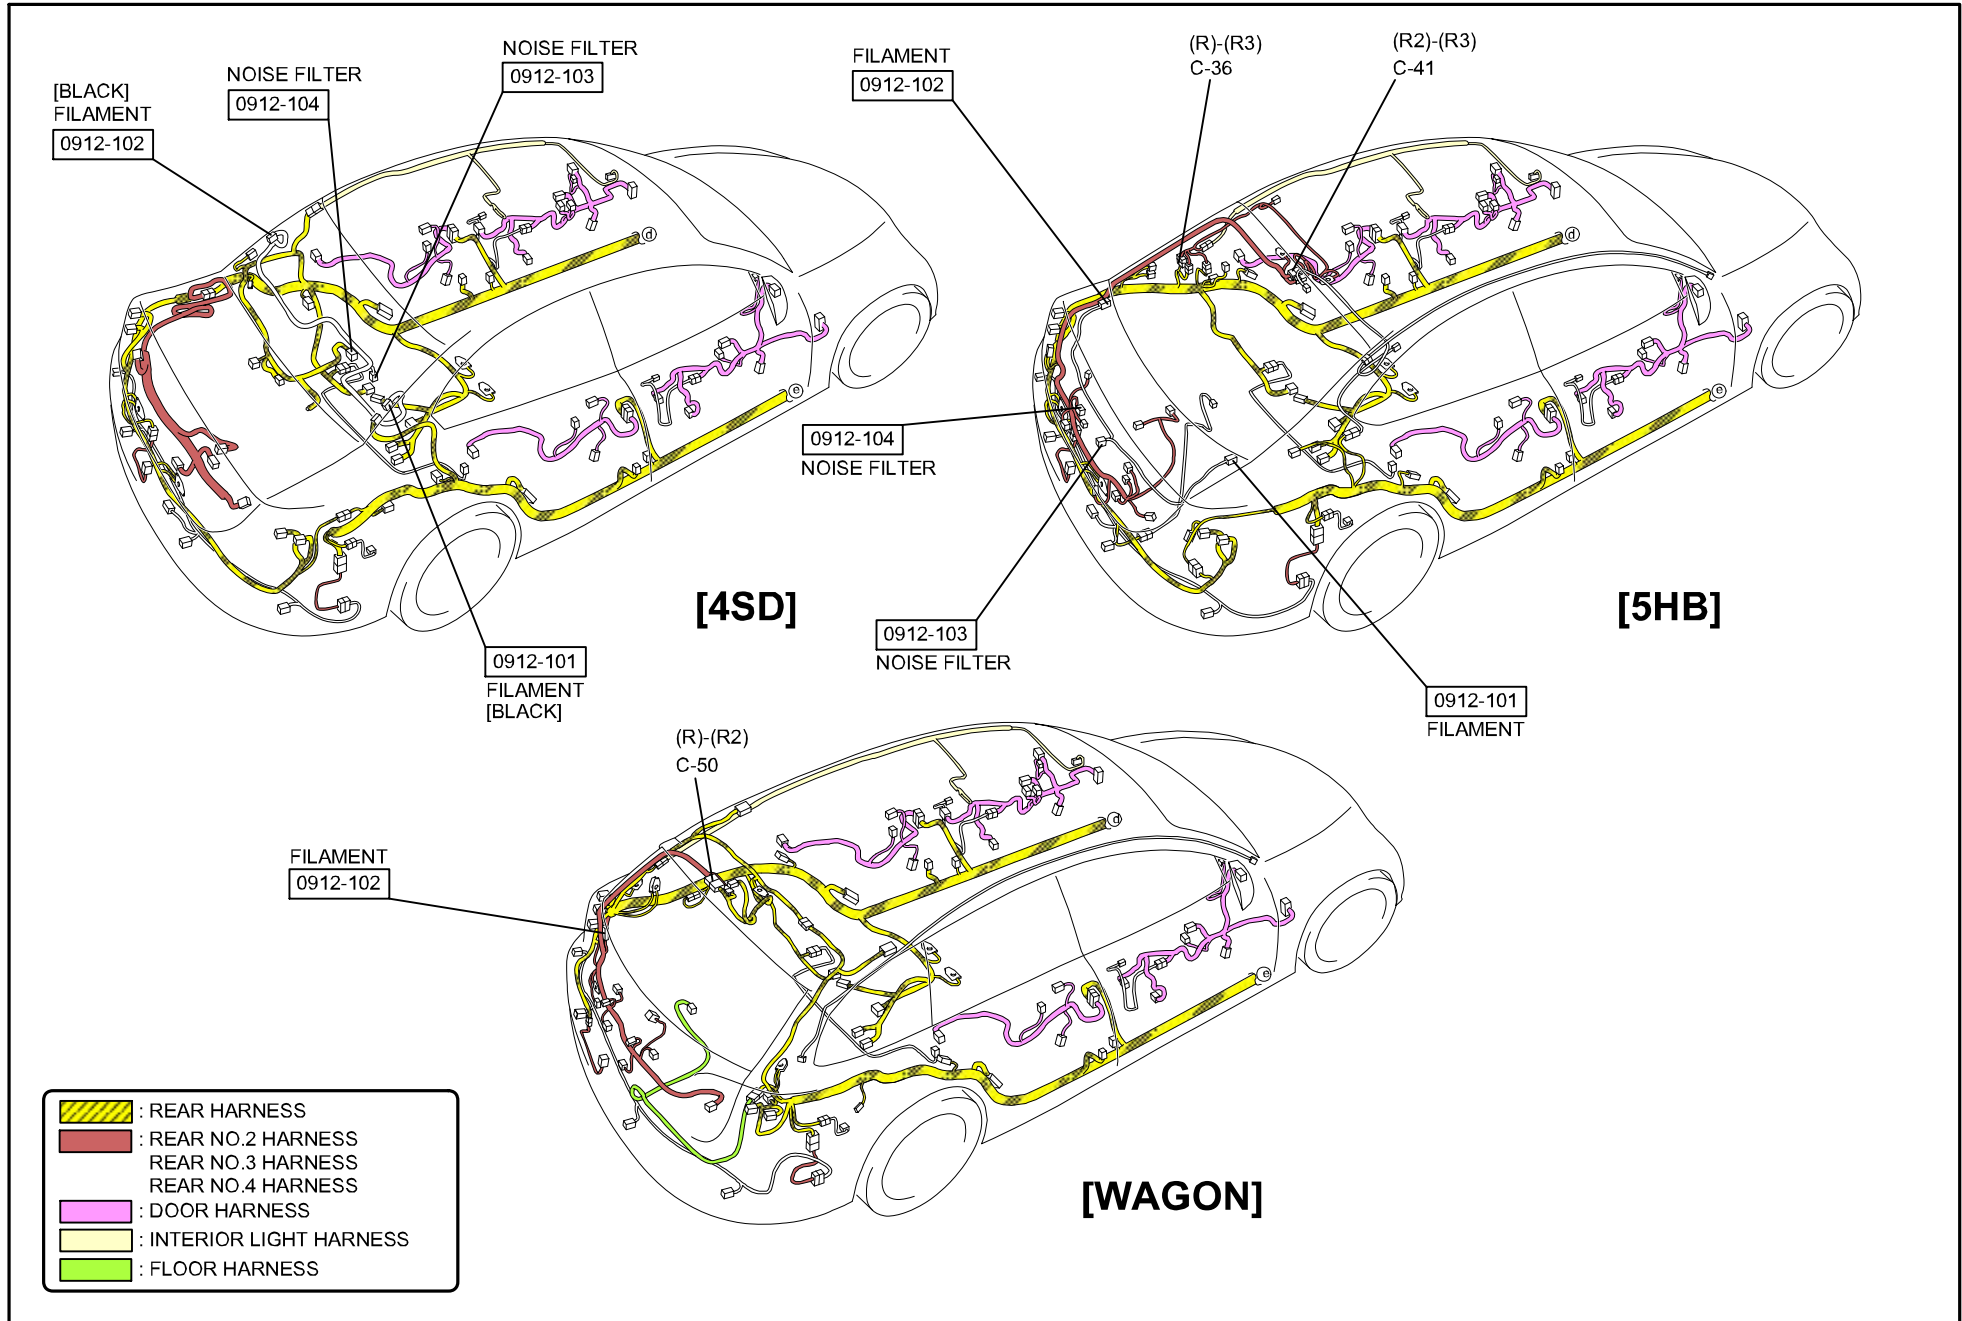 [BLACK]
FILAMENT
0912-102
NOISE FILTER
0912-104
NOISE FILTER
0912-103
d
e
[4SD]
0912-101
FILAMENT
[BLACK]
FILAMENT
0912-102
(R)-(R3)
C-36
(R2)-(R3)
C-41
d
e
0912-104
NOISE FILTER
0912-103
NOISE FILTER
[5HB]
0912-101
FILAMENT
(R)-(R2)
C-50
FILAMENT
0912-102
d
e
[WAGON]
: REAR HARNESS
: REAR NO.2 HARNESS
REAR NO.3 HARNESS
REAR NO.4 HARNESS
: DOOR HARNESS
: INTERIOR LIGHT HARNESS
: FLOOR HARNESS